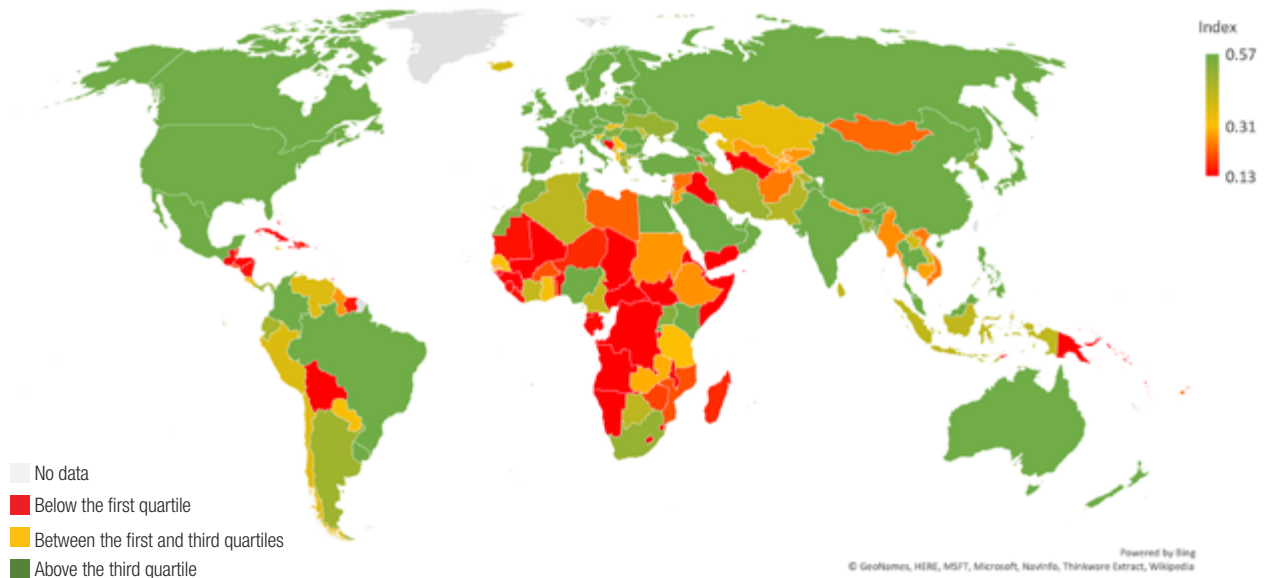 Index
0.57
0.31
0.13
No data
Below the first quartile
Between the first and third quartiles
Above the third quartile
Powered by Bing
© GeoNames, HERE, MSFT, Microsoft, NavInfo, Thinkware Extract, Wikipedia